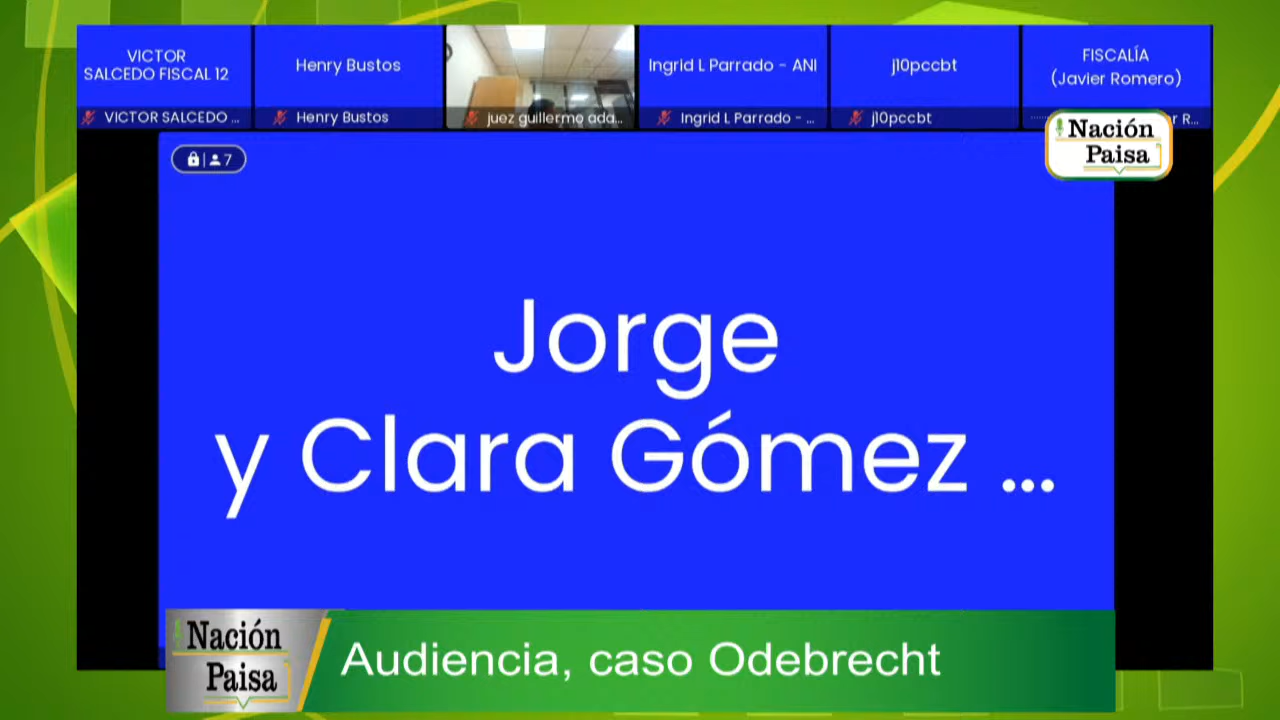 VICTOR
SALCEDO FISCAL 12
VICTOR SALCEDO ...
Henry Bustos
Henry Bustos
juez guillermo ada...
Ingrid L Parrado - ANI
Ingrid L Parrado - ...
j10pccbt
j10pccbt
FISCALÍA
(Javier Romero)
r R...
Nación
Paisa
7
Jorge
y Clara Gómez ...
Nación
Paisa
Audiencia, caso Odebrecht